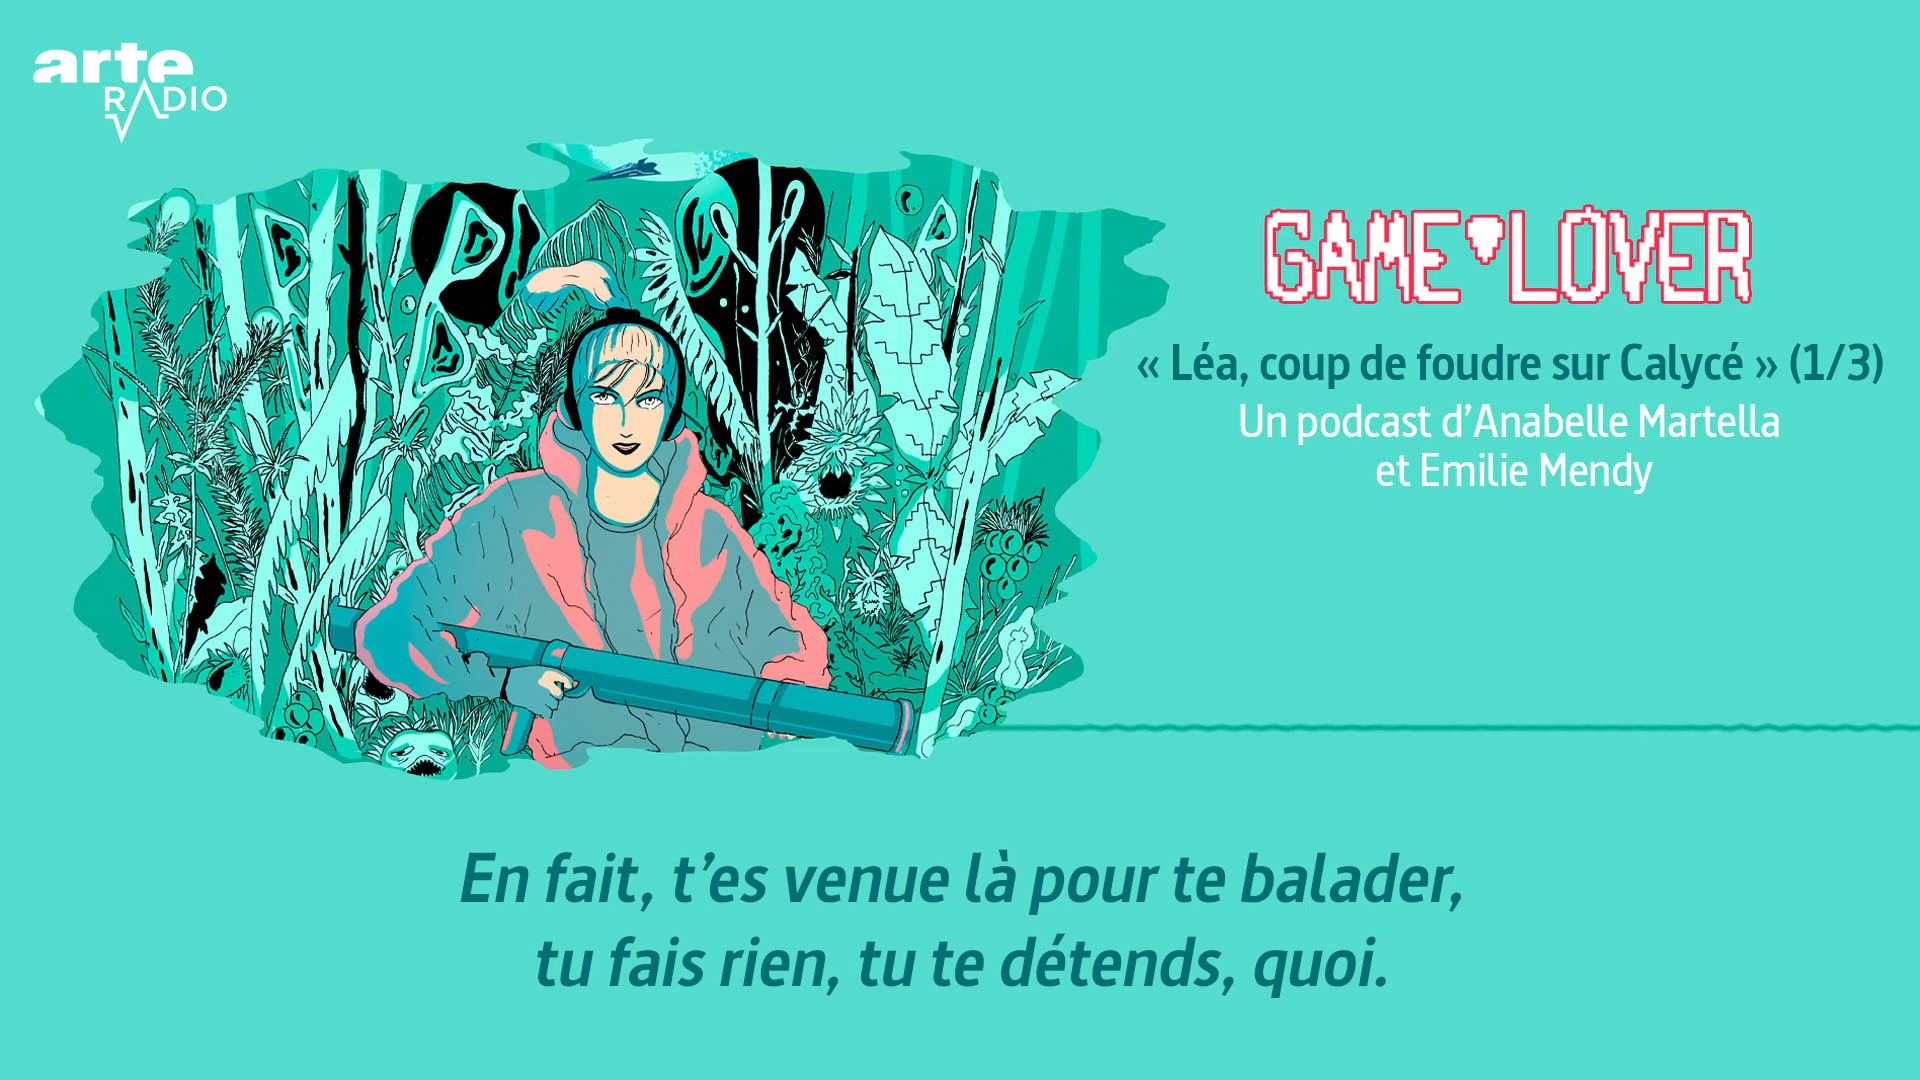 arte
RADIO
GAME♥LOVER
« Léa, coup de foudre sur Calycé » (1/3)
Un podcast d’Anabelle Martella
et Emilie Mendy
En fait, t’es venue là pour te balader,
tu fais rien, tu te détends, quoi.